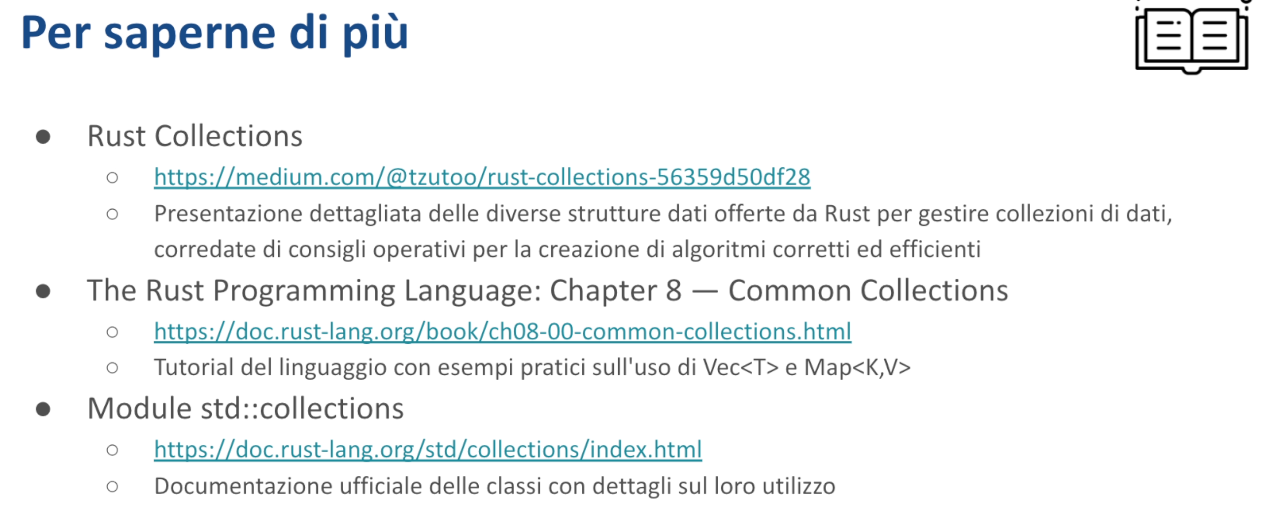 Per saperne di più
● Rust Collections
○ https://medium.com/@tzutoo/rust-collections-56359d50df28
○ Presentazione dettagliata delle diverse strutture dati offerte da Rust per gestire collezioni di dati,
corredate di consigli operativi per la creazione di algoritmi corretti ed efficienti
● The Rust Programming Language: Chapter 8 — Common Collections
○ https://doc.rust-lang.org/book/ch08-00-common-collections.html
○ Tutorial del linguaggio con esempi pratici sull'uso di Vec<T> e Map<K,V>
● Module std::collections
○ https://doc.rust-lang.org/std/collections/index.html
○ Documentazione ufficiale delle classi con dettagli sul loro utilizzo